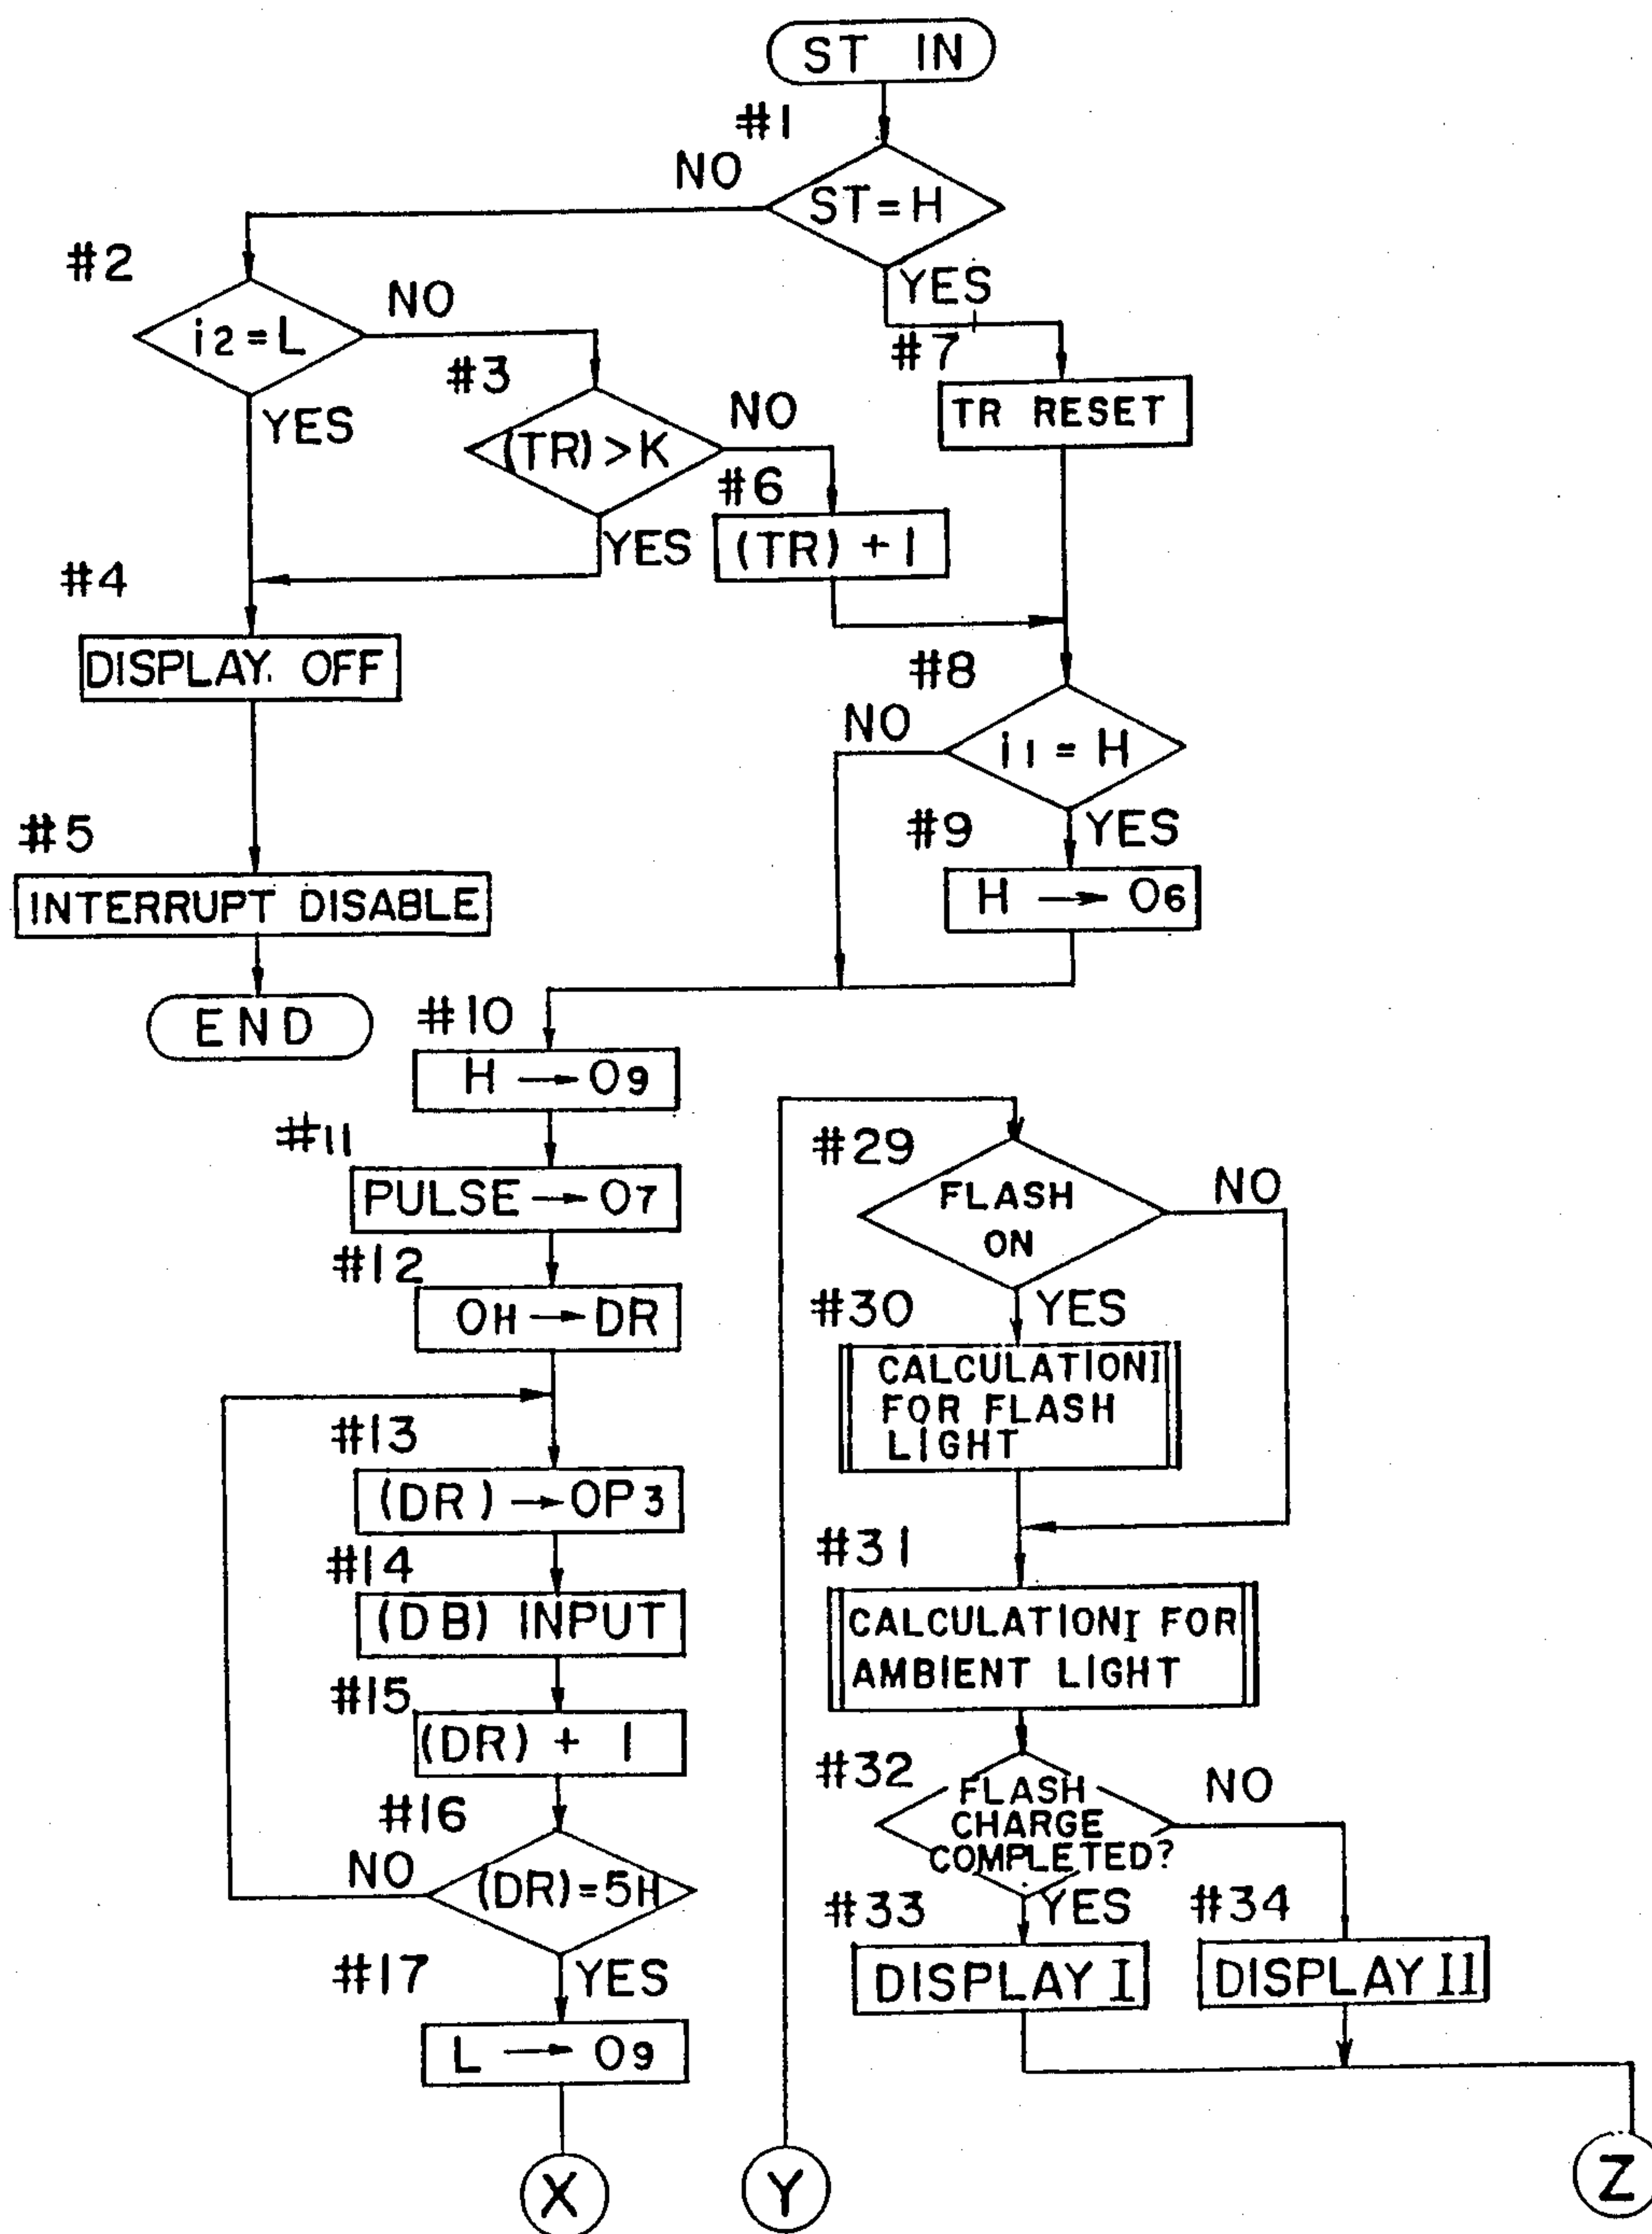 ST IN
#1
NO
ST=H
YES
#2
i2=L
NO
YES
#3
(TR)>K
NO
YES
#6
(TR)+1
#7
TR RESET
#4
DISPLAY OFF
#8
NO
i1=H
YES
#5
INTERRUPT DISABLE
END
#9
H → O6
#10
H → O9
#11
PULSE → O7
#12
OH → DR
#13
(DR) → OP3
#14
(DB) INPUT
#15
(DR) + 1
#16
NO
(DR)=5H
YES
#17
L → O9
X
#29
FLASH
ON
NO
YES
#30
CALCULATIONI
FOR FLASH
LIGHT
#31
CALCULATIONI FOR
AMBIENT LIGHT
#32
FLASH
CHARGE
COMPLETED?
NO
YES
#33
DISPLAY I
#34
DISPLAY II
Y
Z